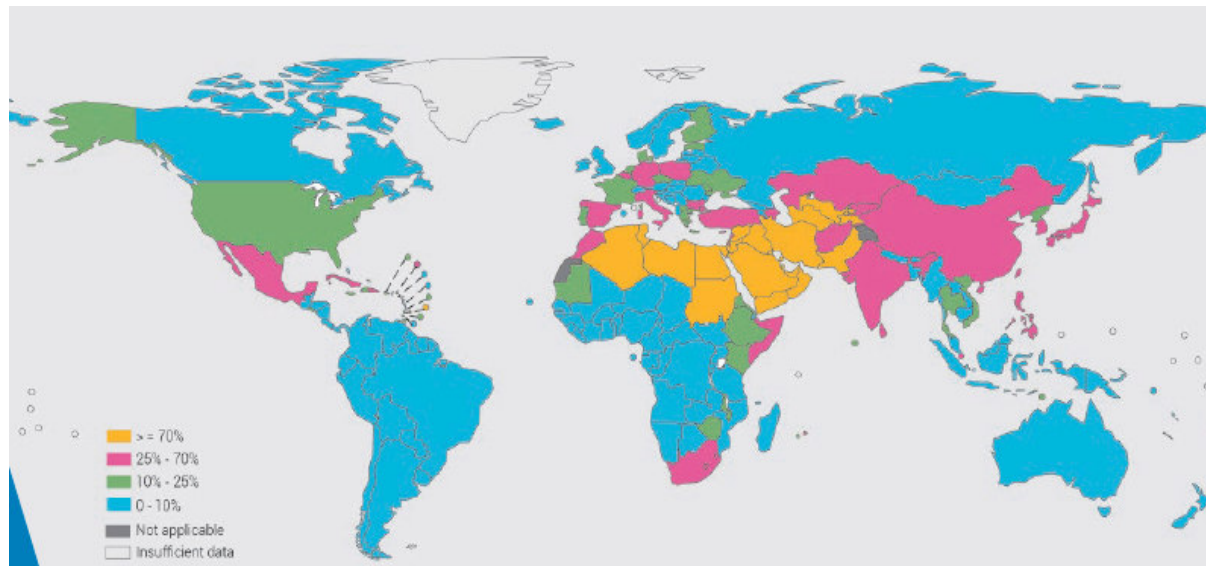 > = 70%
25% - 70%
10% - 25%
0 - 10%
Not applicable
Insufficient data